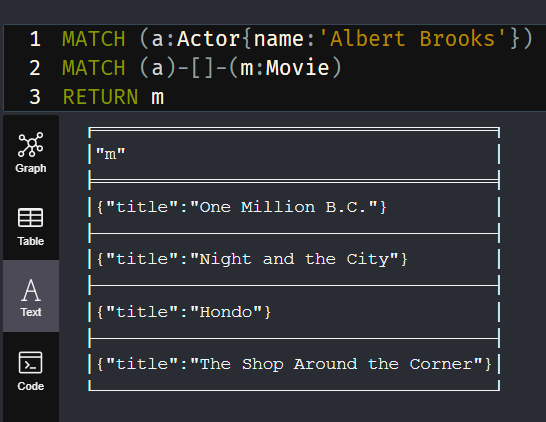 1 MATCH (a:Actor{name:'Albert Brooks'})
2 MATCH (a)-[]-(m:Movie)
3 RETURN m
"m"
Graph
{"title":"One Million B.C."}
Table
{"title":"Night and the City"}
Text
{"title":"Hondo"}
{"title":"The Shop Around the Corner"}
Code